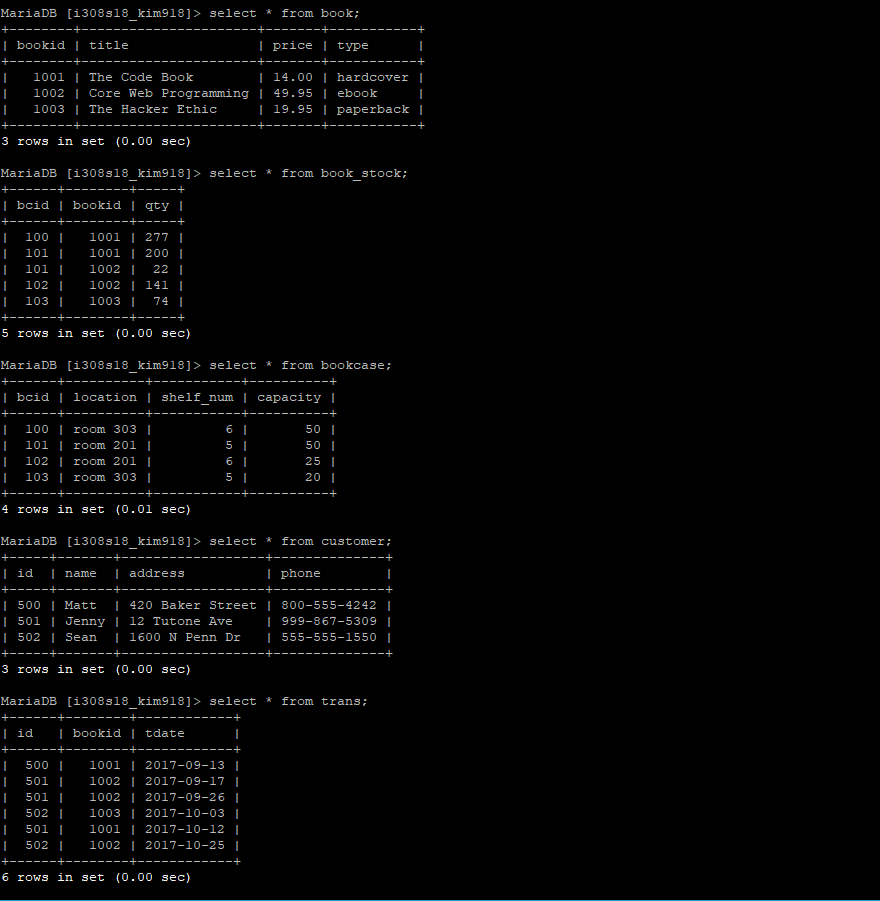 MariaDB [i308s18_kim918]> select * from book;
+--------+----------------------+-------+-----------+
| bookid | title                | price | type      |
+--------+----------------------+-------+-----------+
|   1001 | The Code Book        | 14.00 | hardcover |
|   1002 | Core Web Programming | 49.95 | ebook     |
|   1003 | The Hacker Ethic     | 19.95 | paperback |
+--------+----------------------+-------+-----------+
3 rows in set (0.00 sec)

MariaDB [i308s18_kim918]> select * from book_stock;
+------+--------+-----+
| bcid | bookid | qty |
+------+--------+-----+
|  100 |   1001 | 277 |
|  101 |   1001 | 200 |
|  101 |   1002 |  22 |
|  102 |   1002 | 141 |
|  103 |   1003 |  74 |
+------+--------+-----+
5 rows in set (0.00 sec)

MariaDB [i308s18_kim918]> select * from bookcase;
+------+----------+-----------+----------+
| bcid | location | shelf_num | capacity |
+------+----------+-----------+----------+
|  100 | room 303 |         6 |       50 |
|  101 | room 201 |         5 |       50 |
|  102 | room 201 |         6 |       25 |
|  103 | room 303 |         5 |       20 |
+------+----------+-----------+----------+
4 rows in set (0.01 sec)

MariaDB [i308s18_kim918]> select * from customer;
+-----+-------+------------------+--------------+
| id  | name  | address          | phone        |
+-----+-------+------------------+--------------+
| 500 | Matt  | 420 Baker Street | 800-555-4242 |
| 501 | Jenny | 12 Tutone Ave    | 999-867-5309 |
| 502 | Sean  | 1600 N Penn Dr   | 555-555-1550 |
+-----+-------+------------------+--------------+
3 rows in set (0.00 sec)

MariaDB [i308s18_kim918]> select * from trans;
+------+--------+------------+
| id   | bookid | tdate      |
+------+--------+------------+
|  500 |   1001 | 2017-09-13 |
|  501 |   1002 | 2017-09-17 |
|  501 |   1002 | 2017-09-26 |
|  502 |   1003 | 2017-10-03 |
|  501 |   1001 | 2017-10-12 |
|  502 |   1002 | 2017-10-25 |
+------+--------+------------+
6 rows in set (0.00 sec)